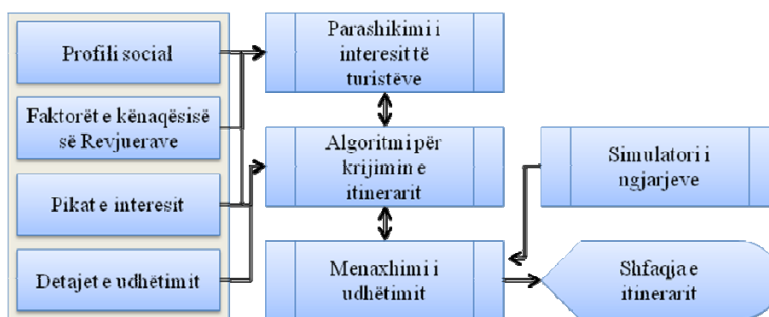 Profili social
Faktorët e kënaqësisë
së Revjuerave
Pikat e interesit
Detajet e udhëtimit
Parashikimi i
interesit të
turistëve
Algoritmi për
krijimin e
itinerarit
Menaxhimi i
udhëtimit
Simulatori i
ngjarjeve
Shfaqja e
itinerarit